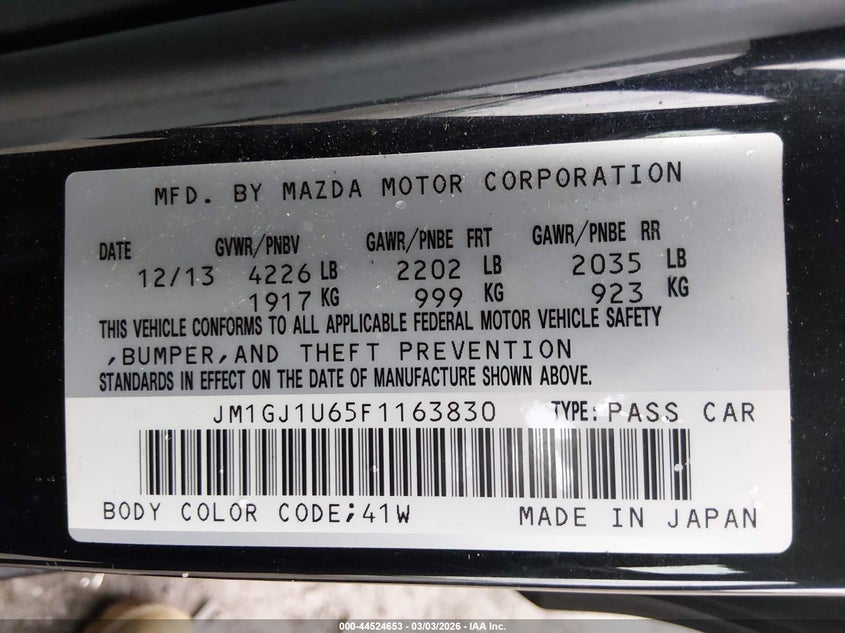 MFD. BY MAZDA MOTOR CORPORATION
DATE GVWR/PNBV GAWR/PNBE FRT GAWR/PNBE RR
12/13 4226 LB 2202 LB 2035 LB
1917 KG 999 KG 923 KG
THIS VEHICLE CONFORMS TO ALL APPLICABLE FEDERAL MOTOR VEHICLE SAFETY
,BUMPER,AND THEFT PREVENTION
STANDARDS IN EFFECT ON THE DATE OF MANUFACTURE SHOWN ABOVE.
JM1GJ1U65F1163830 TYPE: PASS CAR
BODY COLOR CODE;41W MADE IN JAPAN
000-44524653 - 03/03/2026 - IAA Inc.